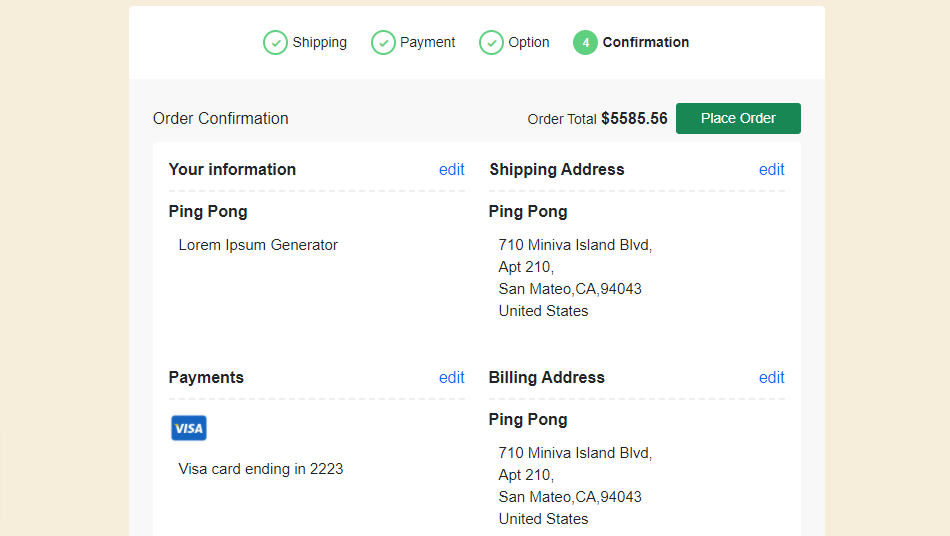 Shipping Payment Option 4 Confirmation
Order Confirmation Order Total $5585.56 Place Order
Your information edit
Ping Pong
Lorem Ipsum Generator
Shipping Address edit
Ping Pong
710 Miniva Island Blvd,
Apt 210,
San Mateo,CA,94043
United States
Payments edit
VISA
Visa card ending in 2223
Billing Address edit
Ping Pong
710 Miniva Island Blvd,
Apt 210,
San Mateo,CA,94043
United States